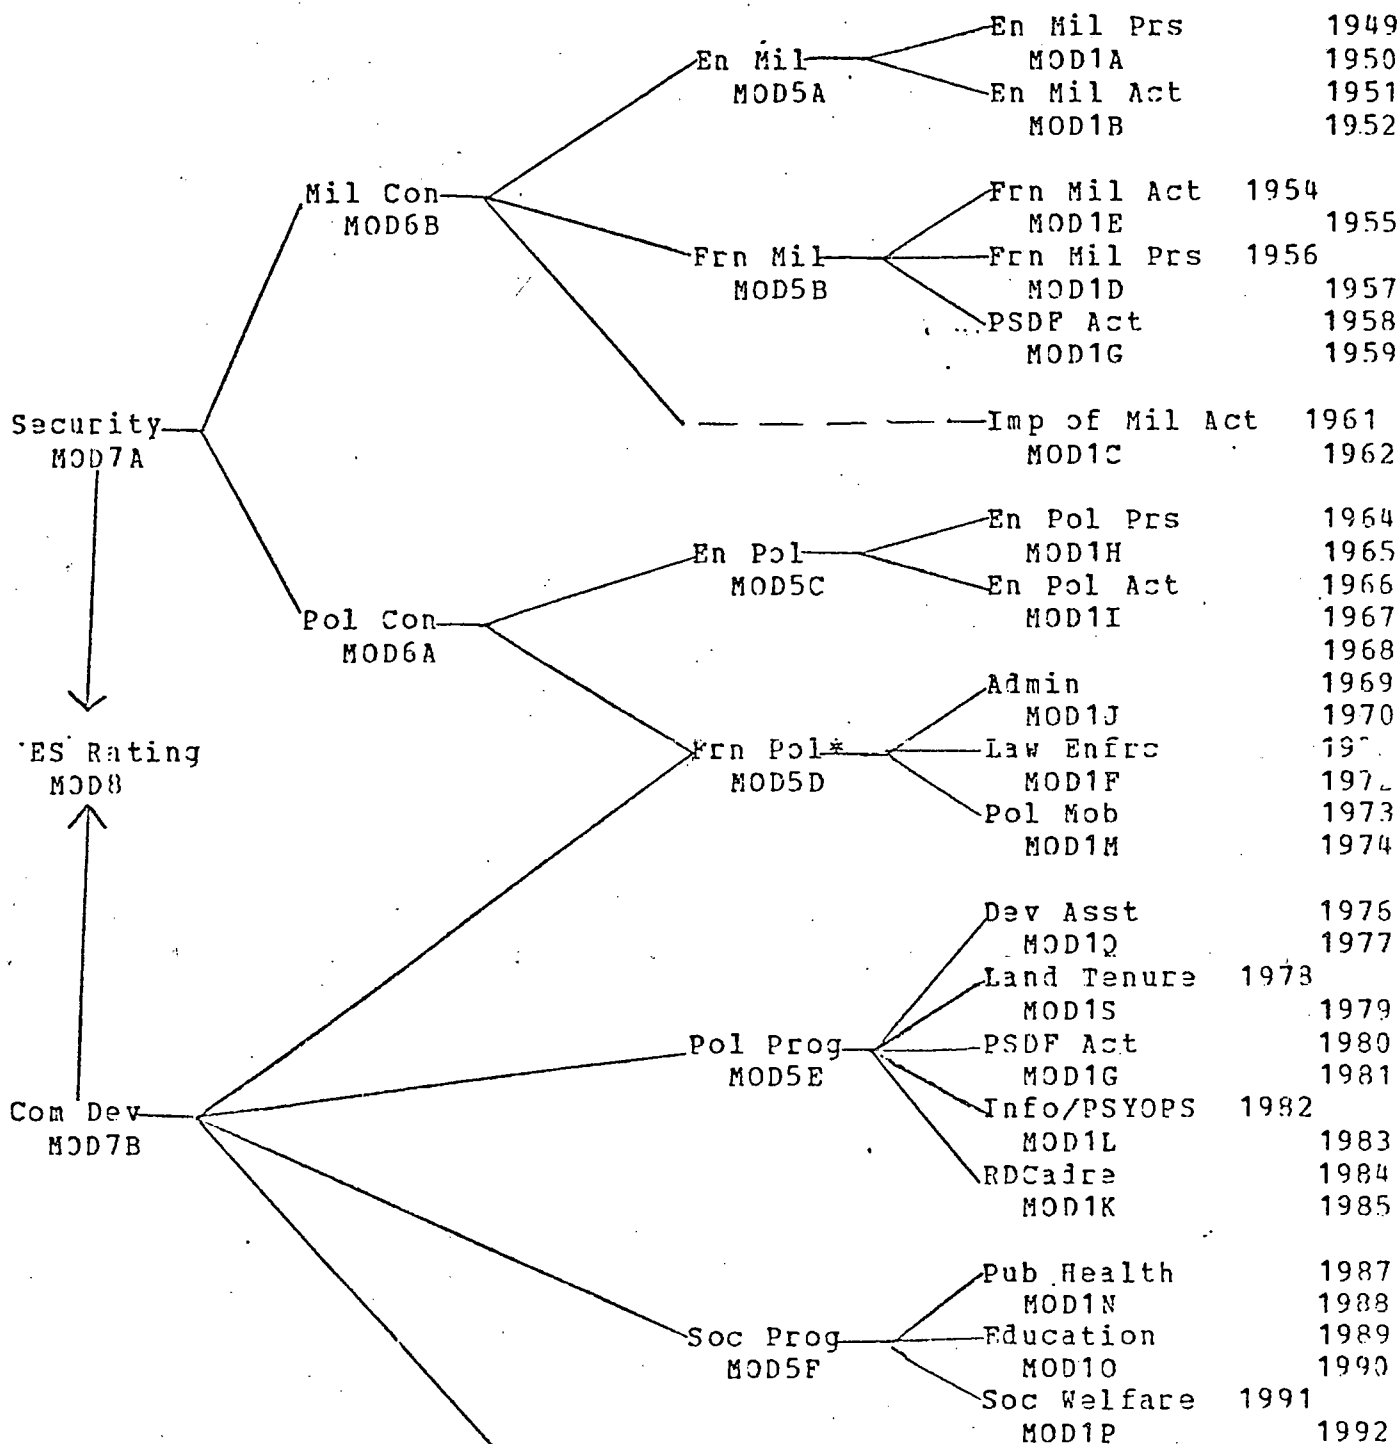 En Mil Prs 1949
En Mil MOD1A 1950
MOD5A En Mil Act 1951
MOD1B 1952
Mil Con Frn Mil Act 1954
MOD6B MOD1E 1955
Frn Mil Frn Mil Prs 1956
MOD5B MOD1D 1957
PSDF Act 1958
MOD1G 1959
Security Imp of Mil Act 1961
MOD7A MOD1C 1962
En Pol Prs 1964
En Pol MOD1H 1965
MOD5C En Pol Act 1966
Pol Con MOD1I 1967
MOD6A 1968
Admin 1969
MOD1J 1970
ES Rating Frn Pol* Law Enfrc
MOD8 MOD5D MOD1F
Pol Mob 1973
MOD1M 1974
Dev Asst 1976
MOD1Q 1977
Land Tenure 1978
MOD1S 1979
Pol Prog PSDF Act 1980
MOD5E MOD1G 1981
Com Dev Info/PSYOPS 1982
MOD7B MOD1L 1983
RDCadre 1984
MOD1K 1985
Pub Health 1987
MOD1N 1988
Soc Prog Education 1989
MOD5F MOD1O 1990
Soc Welfare 1991
MOD1P 1992